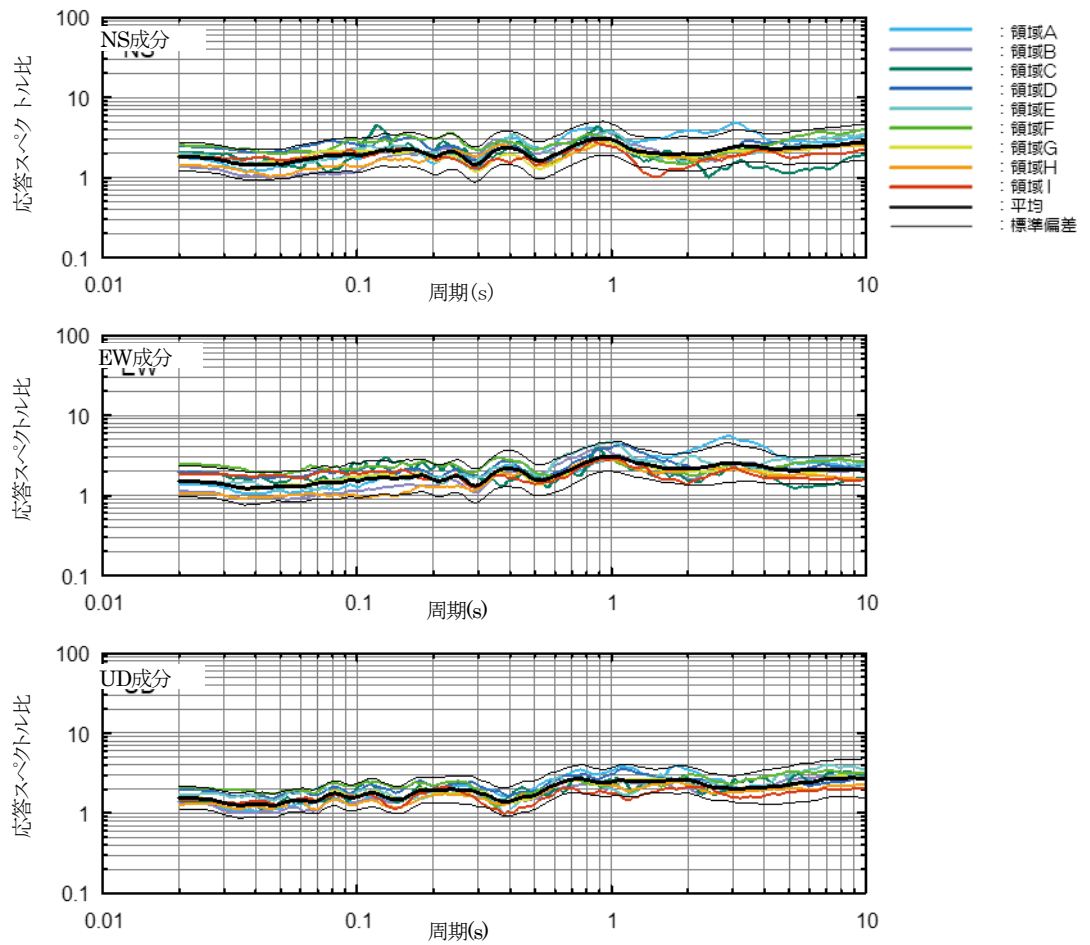 NS成分
100
10
1
0.1
0.01
0.1
1
10
応答スペクトル比
周期(s)
：領域A
：領域B
：領域C
：領域D
：領域E
：領域F
：領域G
：領域H
：領域I
：平均
：標準偏差
EW成分
100
10
1
0.1
0.01
0.1
1
10
応答スペクトル比
周期(s)
UD成分
100
10
1
0.1
0.01
0.1
1
10
応答スペクトル比
周期(s)